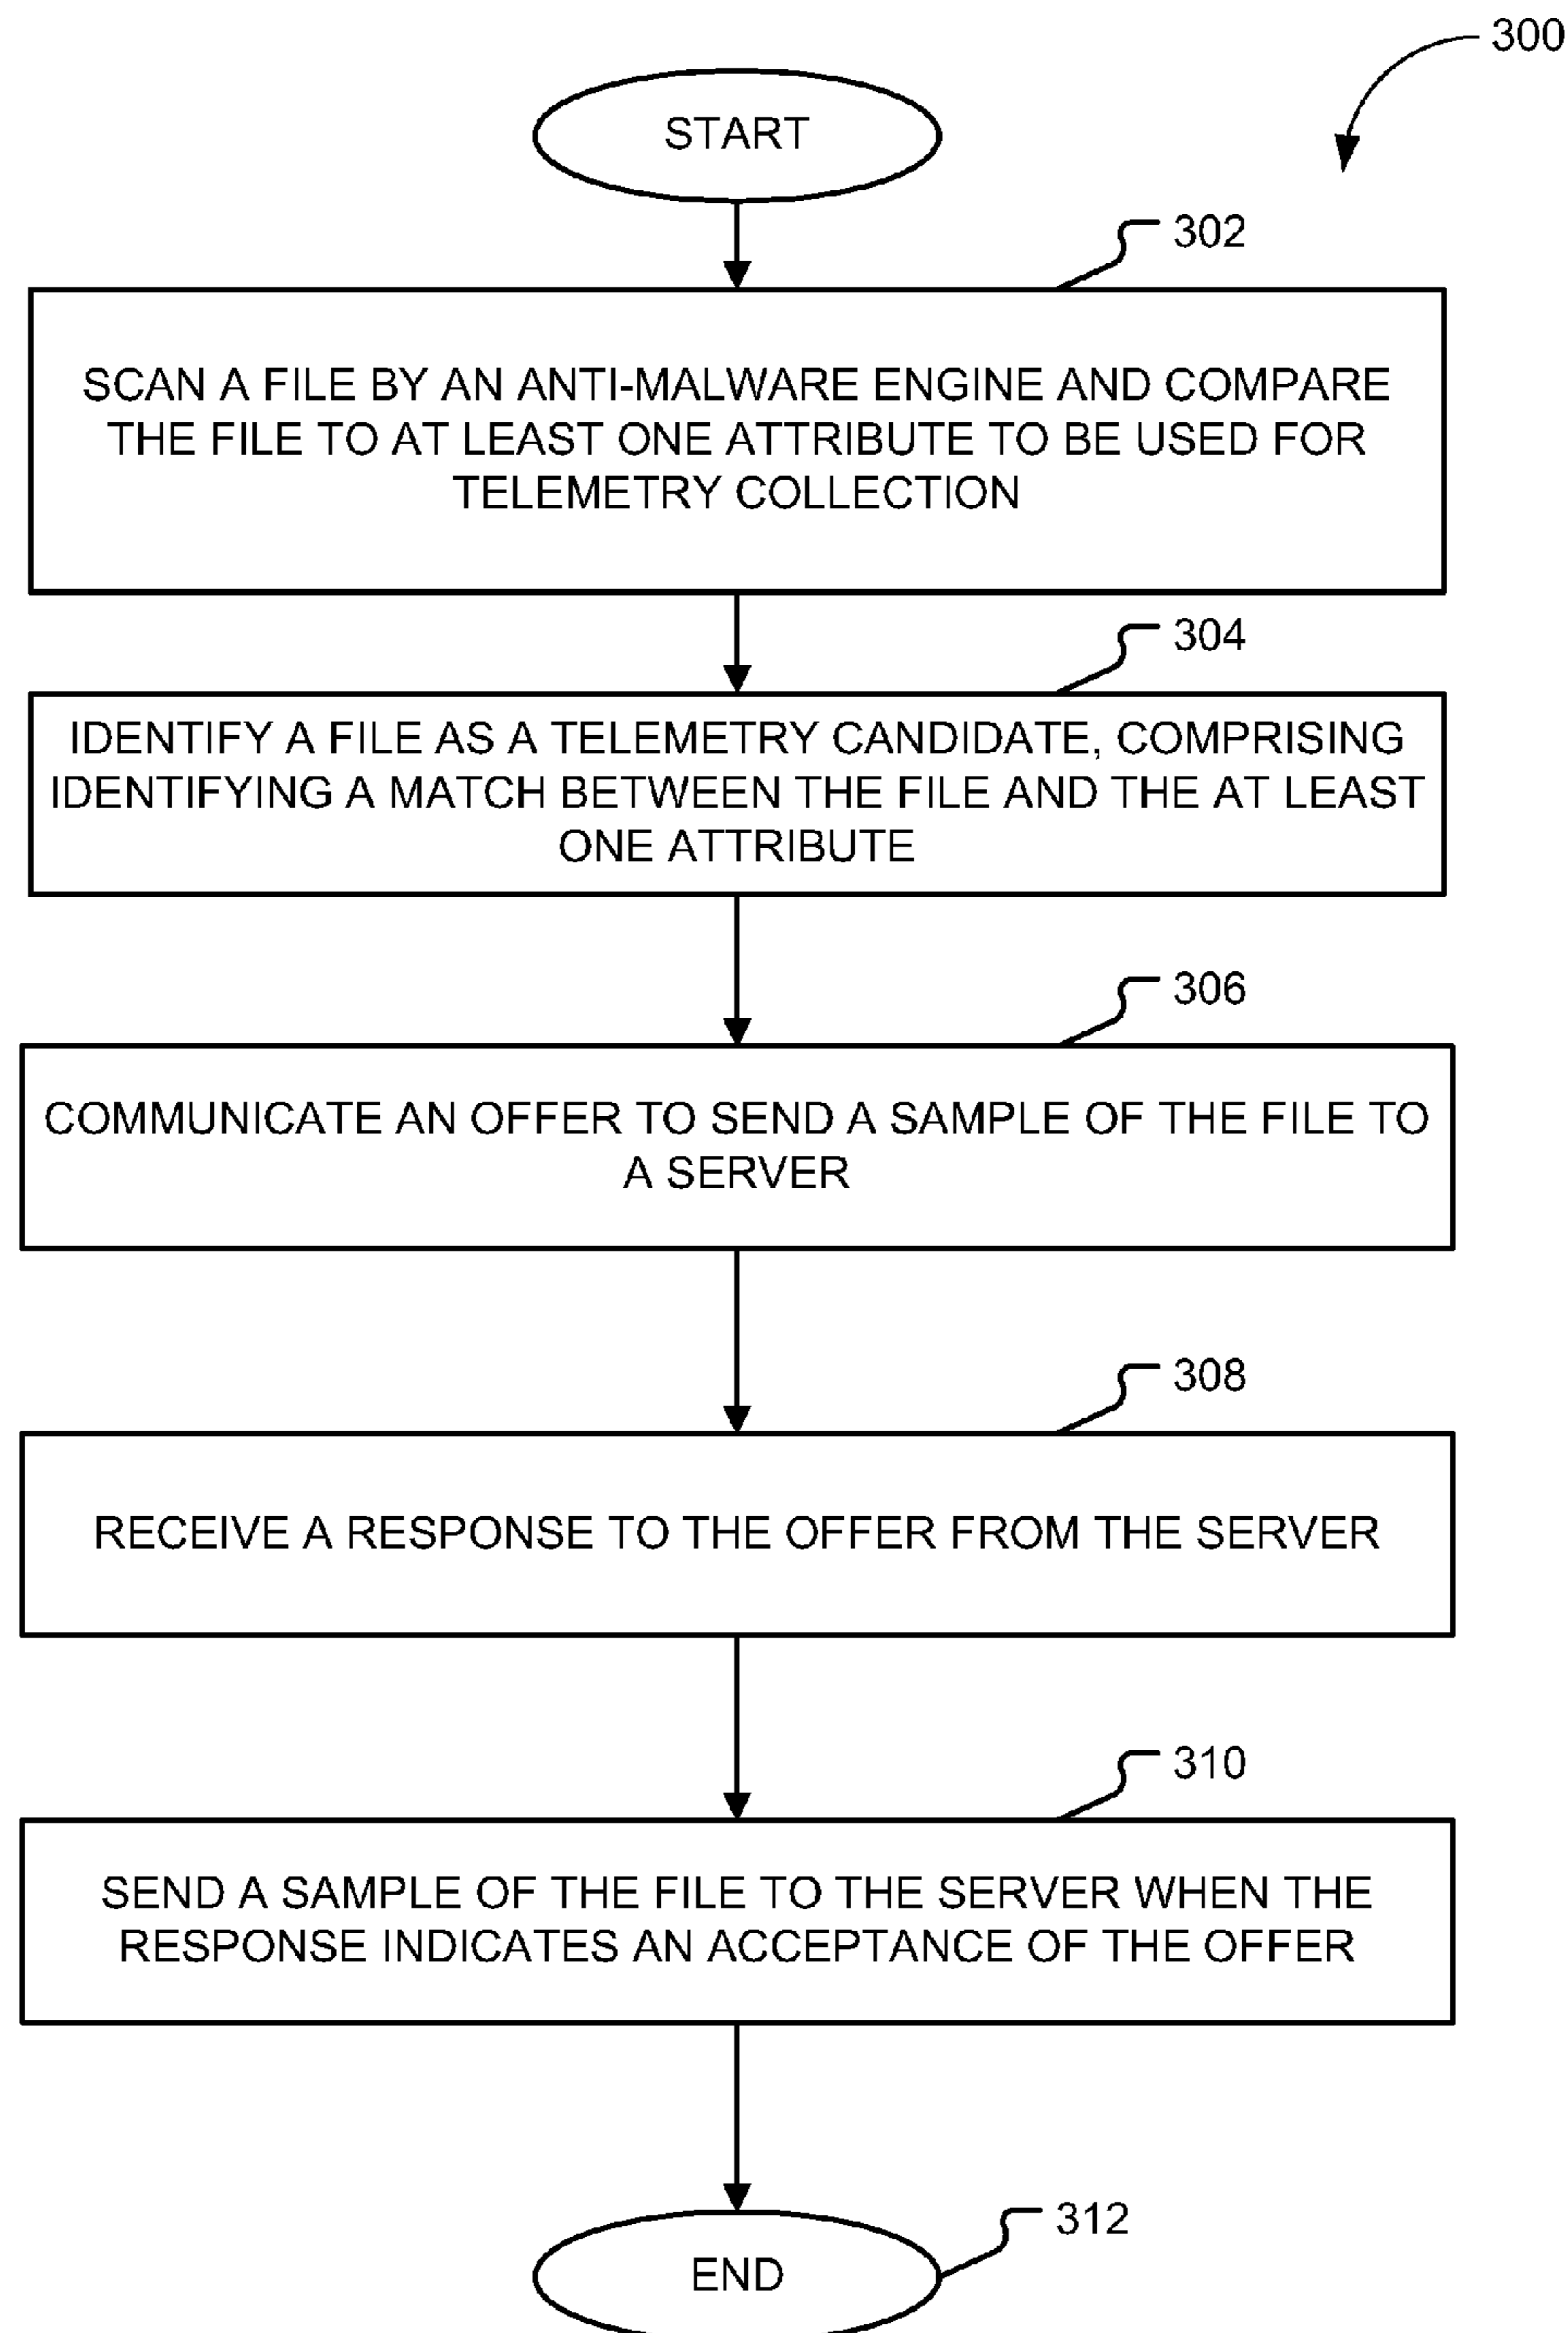 300
START
302
SCAN A FILE BY AN ANTI-MALWARE ENGINE AND COMPARE
THE FILE TO AT LEAST ONE ATTRIBUTE TO BE USED FOR
TELEMETRY COLLECTION
304
IDENTIFY A FILE AS A TELEMETRY CANDIDATE, COMPRISING
IDENTIFYING A MATCH BETWEEN THE FILE AND THE AT LEAST
ONE ATTRIBUTE
306
COMMUNICATE AN OFFER TO SEND A SAMPLE OF THE FILE TO
A SERVER
308
RECEIVE A RESPONSE TO THE OFFER FROM THE SERVER
310
SEND A SAMPLE OF THE FILE TO THE SERVER WHEN THE
RESPONSE INDICATES AN ACCEPTANCE OF THE OFFER
312
END